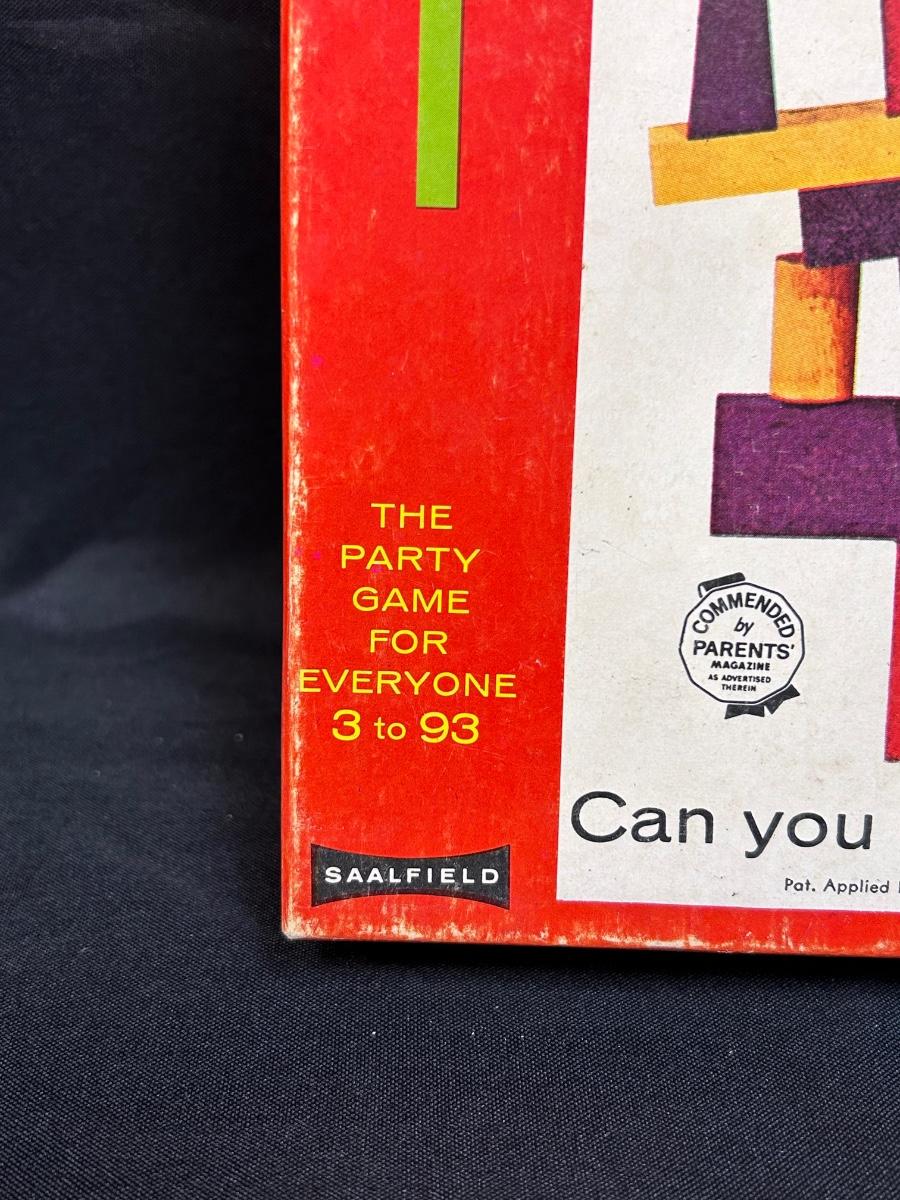 THE
PARTY
GAME
FOR
EVERYONE
3 to 93
SAALFIELD
COMMENDED
by
PARENTS'
MAGAZINE
AS ADVERTISED
THEREIN
Can you
Pat. Applied